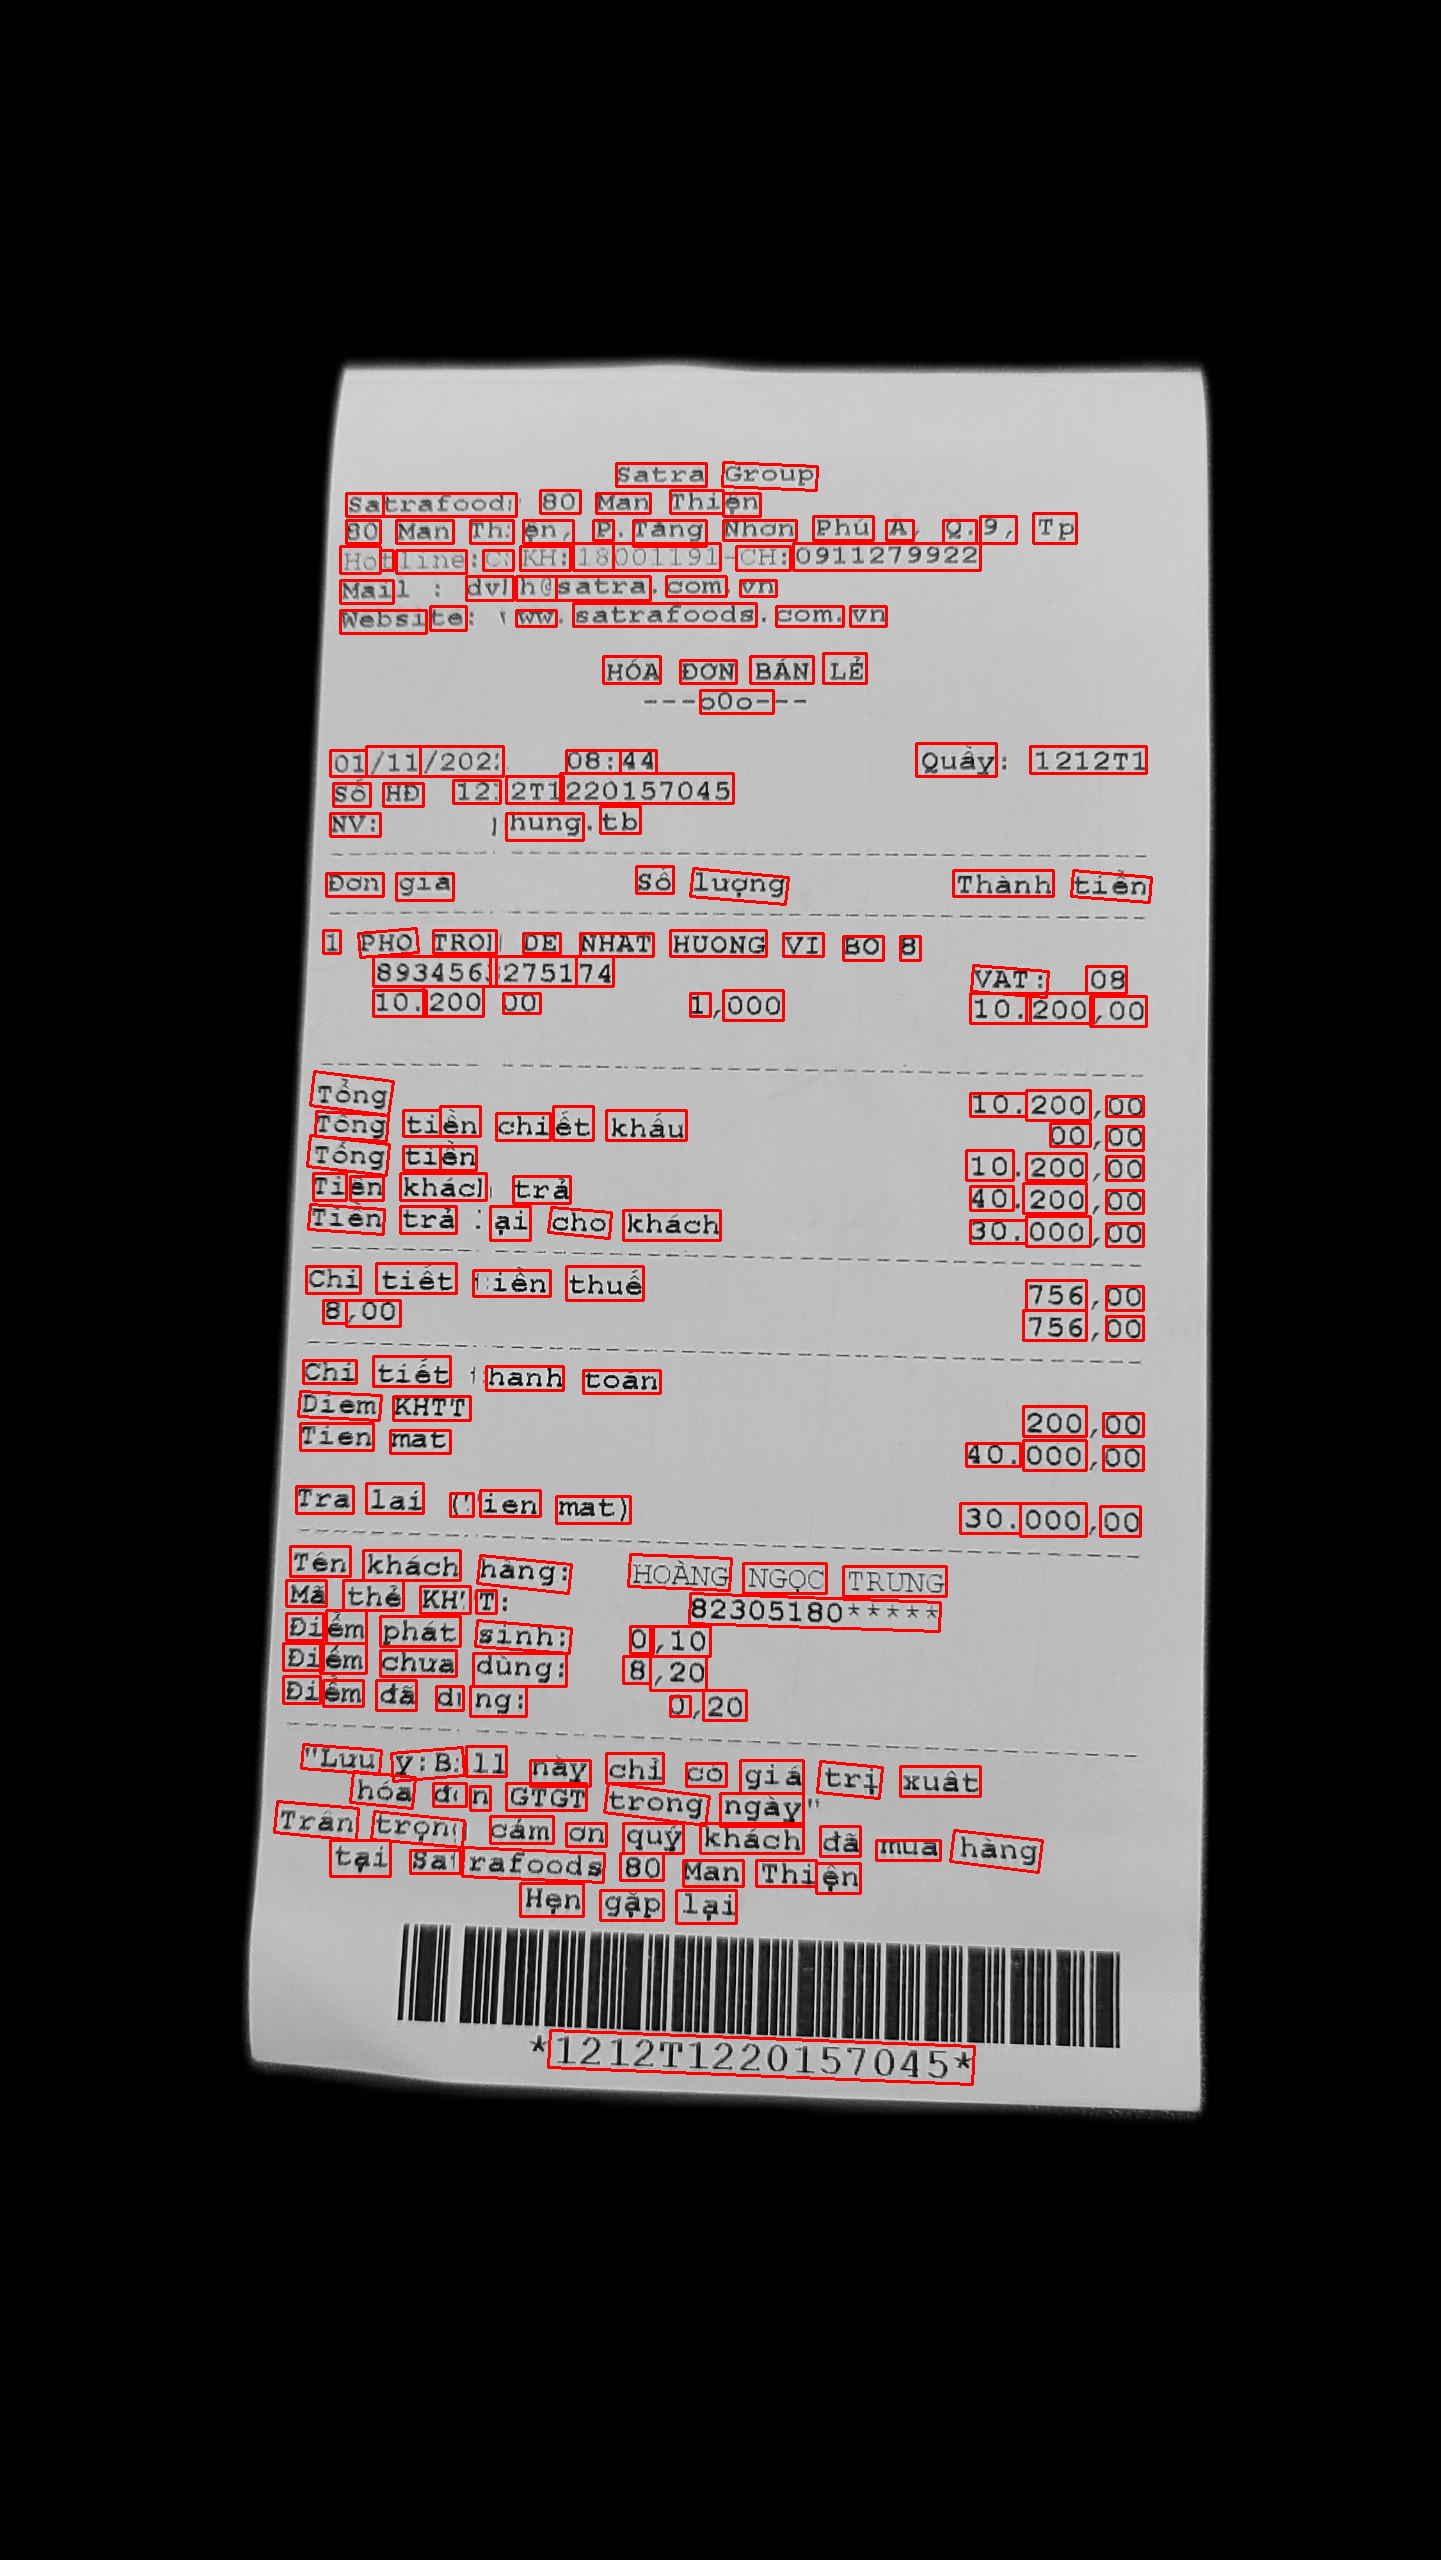 Satra Group
Satrafoods 80 Man Thiện
80 Man Thiện, P.Tăng Nhơn Phú A, Q.9, Tp
Hotline: KH:18001191-CH:0911279922
Mail : dvkh@satra.com.vn
Website: www.satrafoods.com.vn
HÓA ĐƠN BÁN LẺ
---oOo---
01/11/2022 08:44 Quầy: 1212T1
Số HĐ 1212T1220157045
NV: hung.tb
Đơn giá Số lượng Thành tiền
1 PHO TRON DE NHAT HUONG VI BO 8
8934563275174 VAT: 08
10.200 00 1,000 10.200,00
Tổng 10.200,00
Tổng tiền chiết khấu 00,00
Tổng tiền 10.200,00
Tiền khách trả 40.200,00
Tiền trả lại cho khách 30.000,00
Chi tiết tiền thuế 756,00
8,00 756,00
Chi tiết thanh toán
Diem KHTT 200,00
Tien mat 40.000,00
Tra lai (Tien mat) 30.000,00
Tên khách hàng: HOÀNG NGỌC TRUNG
Mã thẻ KHTT: 82305180*****
Điểm phát sinh: 0,10
Điểm chưa dùng: 8,20
Điểm đã dùng: 0,20
"Lưu ý:Bill này chỉ có giá trị xuất
hóa đơn GTGT trong ngày"
Trân trọng cám ơn quý khách đã mua hàng
tại Satrafoods 80 Man Thiện
Hẹn gặp lại
*1212T1220157045*